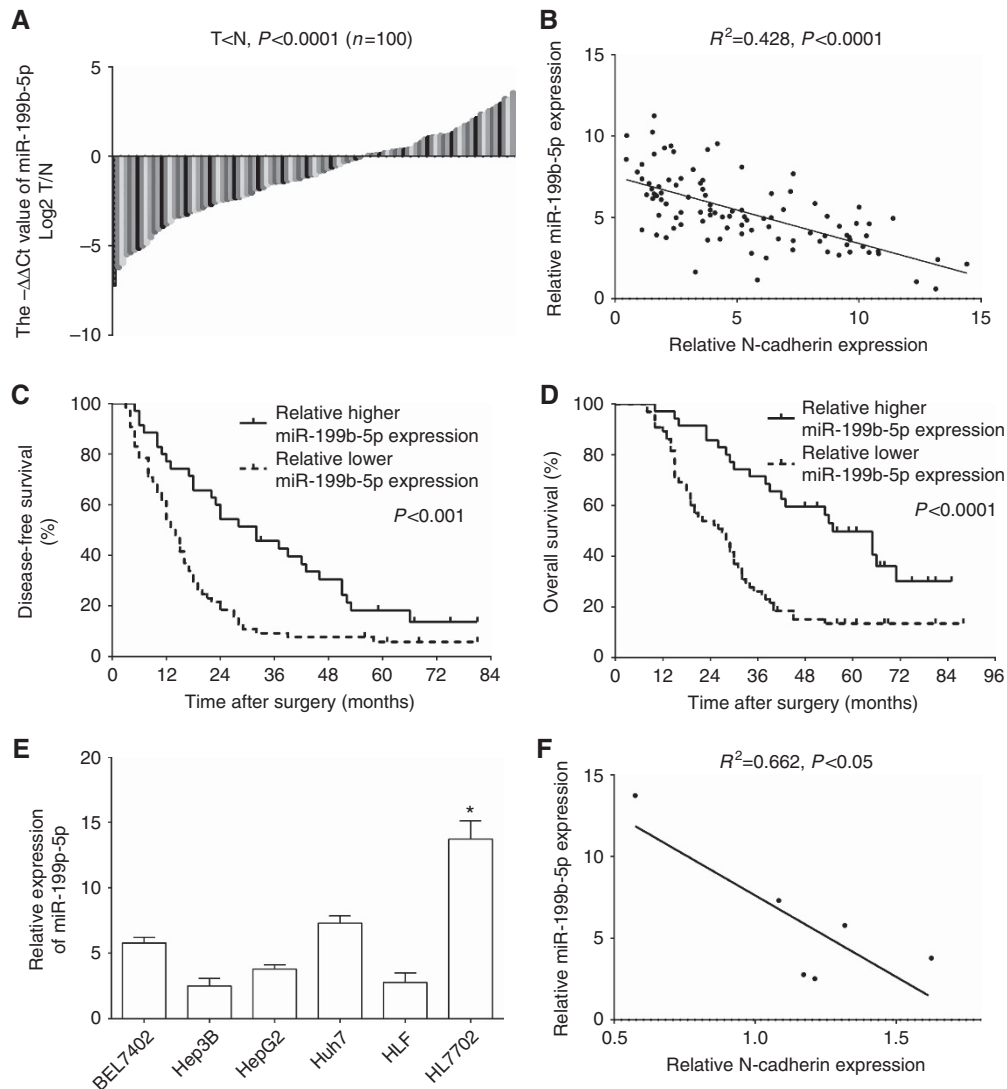 A
T<N, P<0.0001 (n=100)
The −ΔΔCt value of miR-199b-5p
Log2 T/N
5
0
−5
−10
B
R²=0.428, P<0.0001
Relative miR-199b-5p expression
15
10
5
0
0
5
10
15
Relative N-cadherin expression
C
Disease-free survival
(%)
100
80
60
40
20
0
Relative higher
miR-199b-5p expression
Relative lower
miR-199b-5p expression
P<0.001
0 12 24 36 48 60 72 84
Time after surgery (months)
D
Overall survival (%)
100
80
60
40
20
0
Relative higher
miR-199b-5p expression
Relative lower
miR-199b-5p expression
P<0.0001
0 12 24 36 48 60 72 84 96
Time after surgery (months)
E
Relative expression
of miR-199p-5p
20
15
10
5
0
*
BEL7402
Hep3B
HepG2
Huh7
HLF
HL7702
F
R²=0.662, P<0.05
Relative miR-199b-5p expression
15
10
5
0
0.5
1.0
1.5
Relative N-cadherin expression